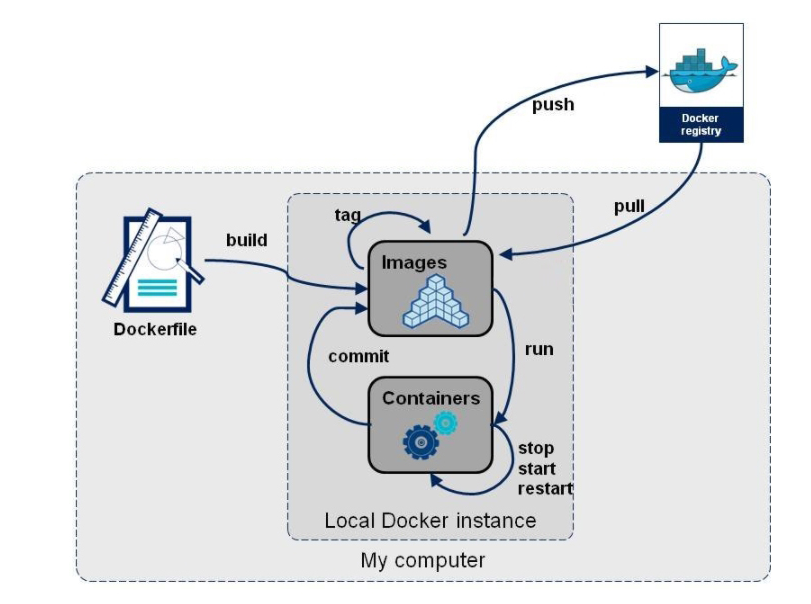 push
Docker
registry
pull
tag
build
Images
Dockerfile
commit
run
Containers
stop
start
restart
Local Docker instance
My computer